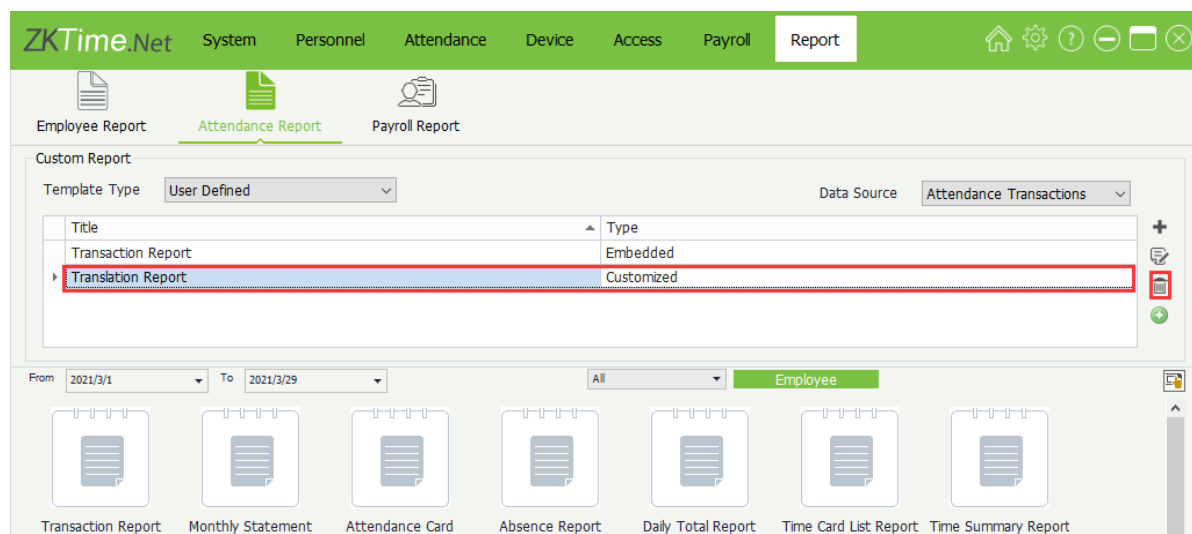 ZKTime.Net System Personnel Attendance Device Access Payroll Report
Employee Report Attendance Report Payroll Report
Custom Report
Template Type User Defined Data Source Attendance Transactions
Title Type
Transaction Report Embedded
Translation Report Customized
From 2021/3/1 To 2021/3/29 All Employee
Transaction Report Monthly Statement Attendance Card Absence Report Daily Total Report Time Card List Report Time Summary Report